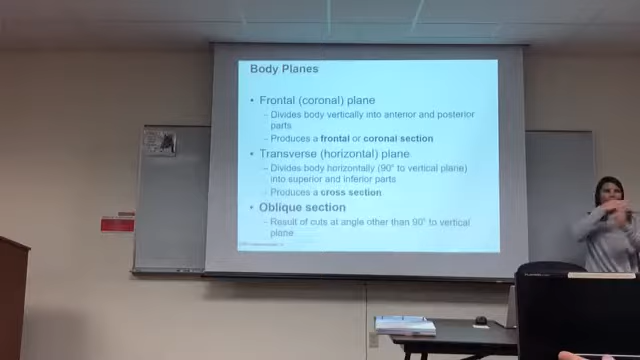 Body Planes
• Frontal (coronal) plane
– Divides body vertically into anterior and posterior
parts
– Produces a frontal or coronal section
• Transverse (horizontal) plane
– Divides body horizontally (90° to vertical plane)
into superior and inferior parts
– Produces a cross section
• Oblique section
– Result of cuts at angle other than 90° to vertical
plane